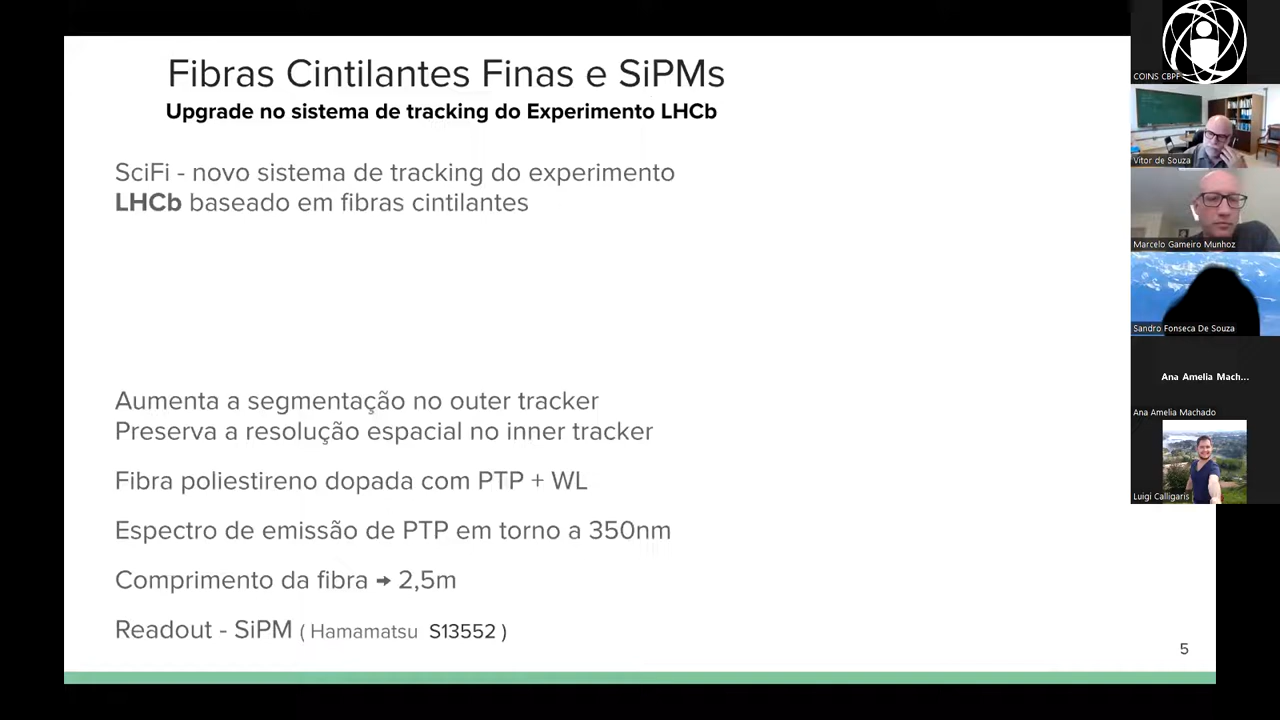 Fibras Cintilantes Finas e SiPMs
Upgrade no sistema de tracking do Experimento LHCb
SciFi - novo sistema de tracking do experimento
LHCb baseado em fibras cintilantes
Aumenta a segmentação no outer tracker
Preserva a resolução espacial no inner tracker
Fibra poliestireno dopada com PTP + WL
Espectro de emissão de PTP em torno a 350nm
Comprimento da fibra → 2,5m
Readout - SiPM ( Hamamatsu S13552 )
5
COINS CBPF
Vitor de Souza
Marcelo Gameiro Munhoz
Sandro Fonseca De Souza
Ana Amelia Mach...
Ana Amelia Machado
Luigi Calligaris